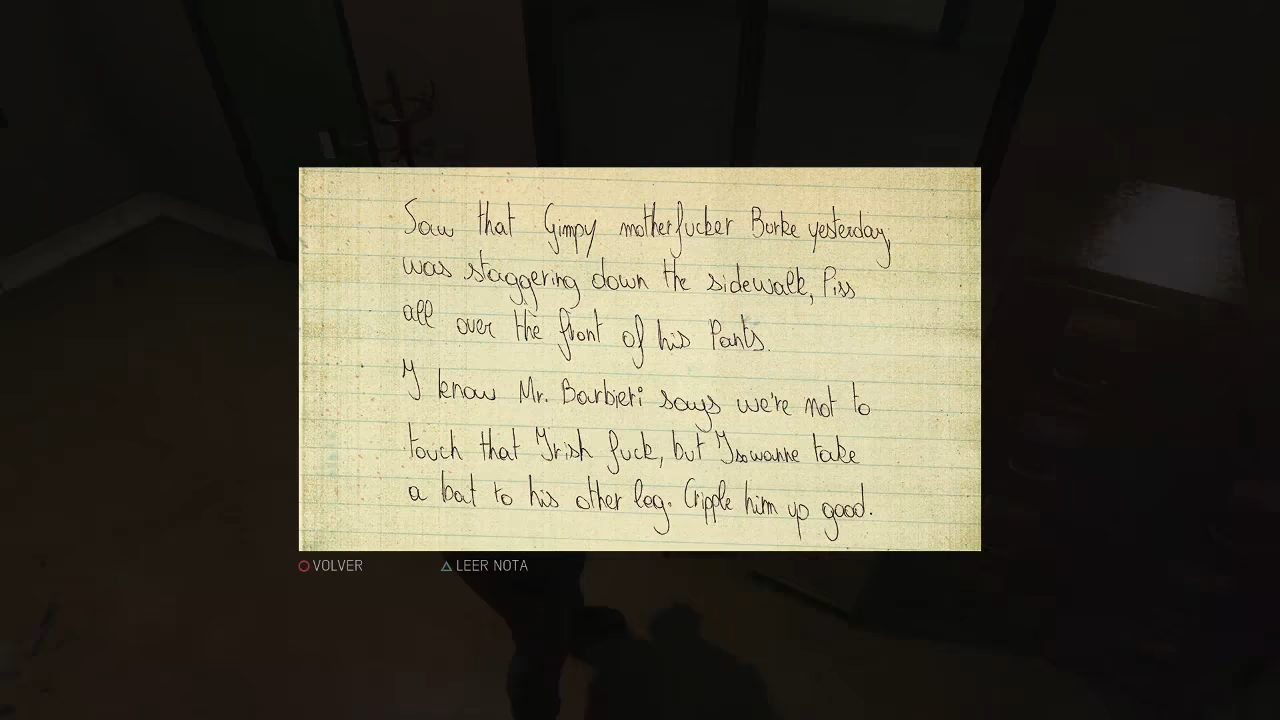 Saw that Gimpy motherfucker Burke yesterday,
was staggering down the sidewalk, Piss
all over the front of his Pants.
I know Mr. Barbieri says we're not to
touch that Irish fuck, but I so wanne take
a bat to his other leg. Cripple him up good.
VOLVER LEER NOTA